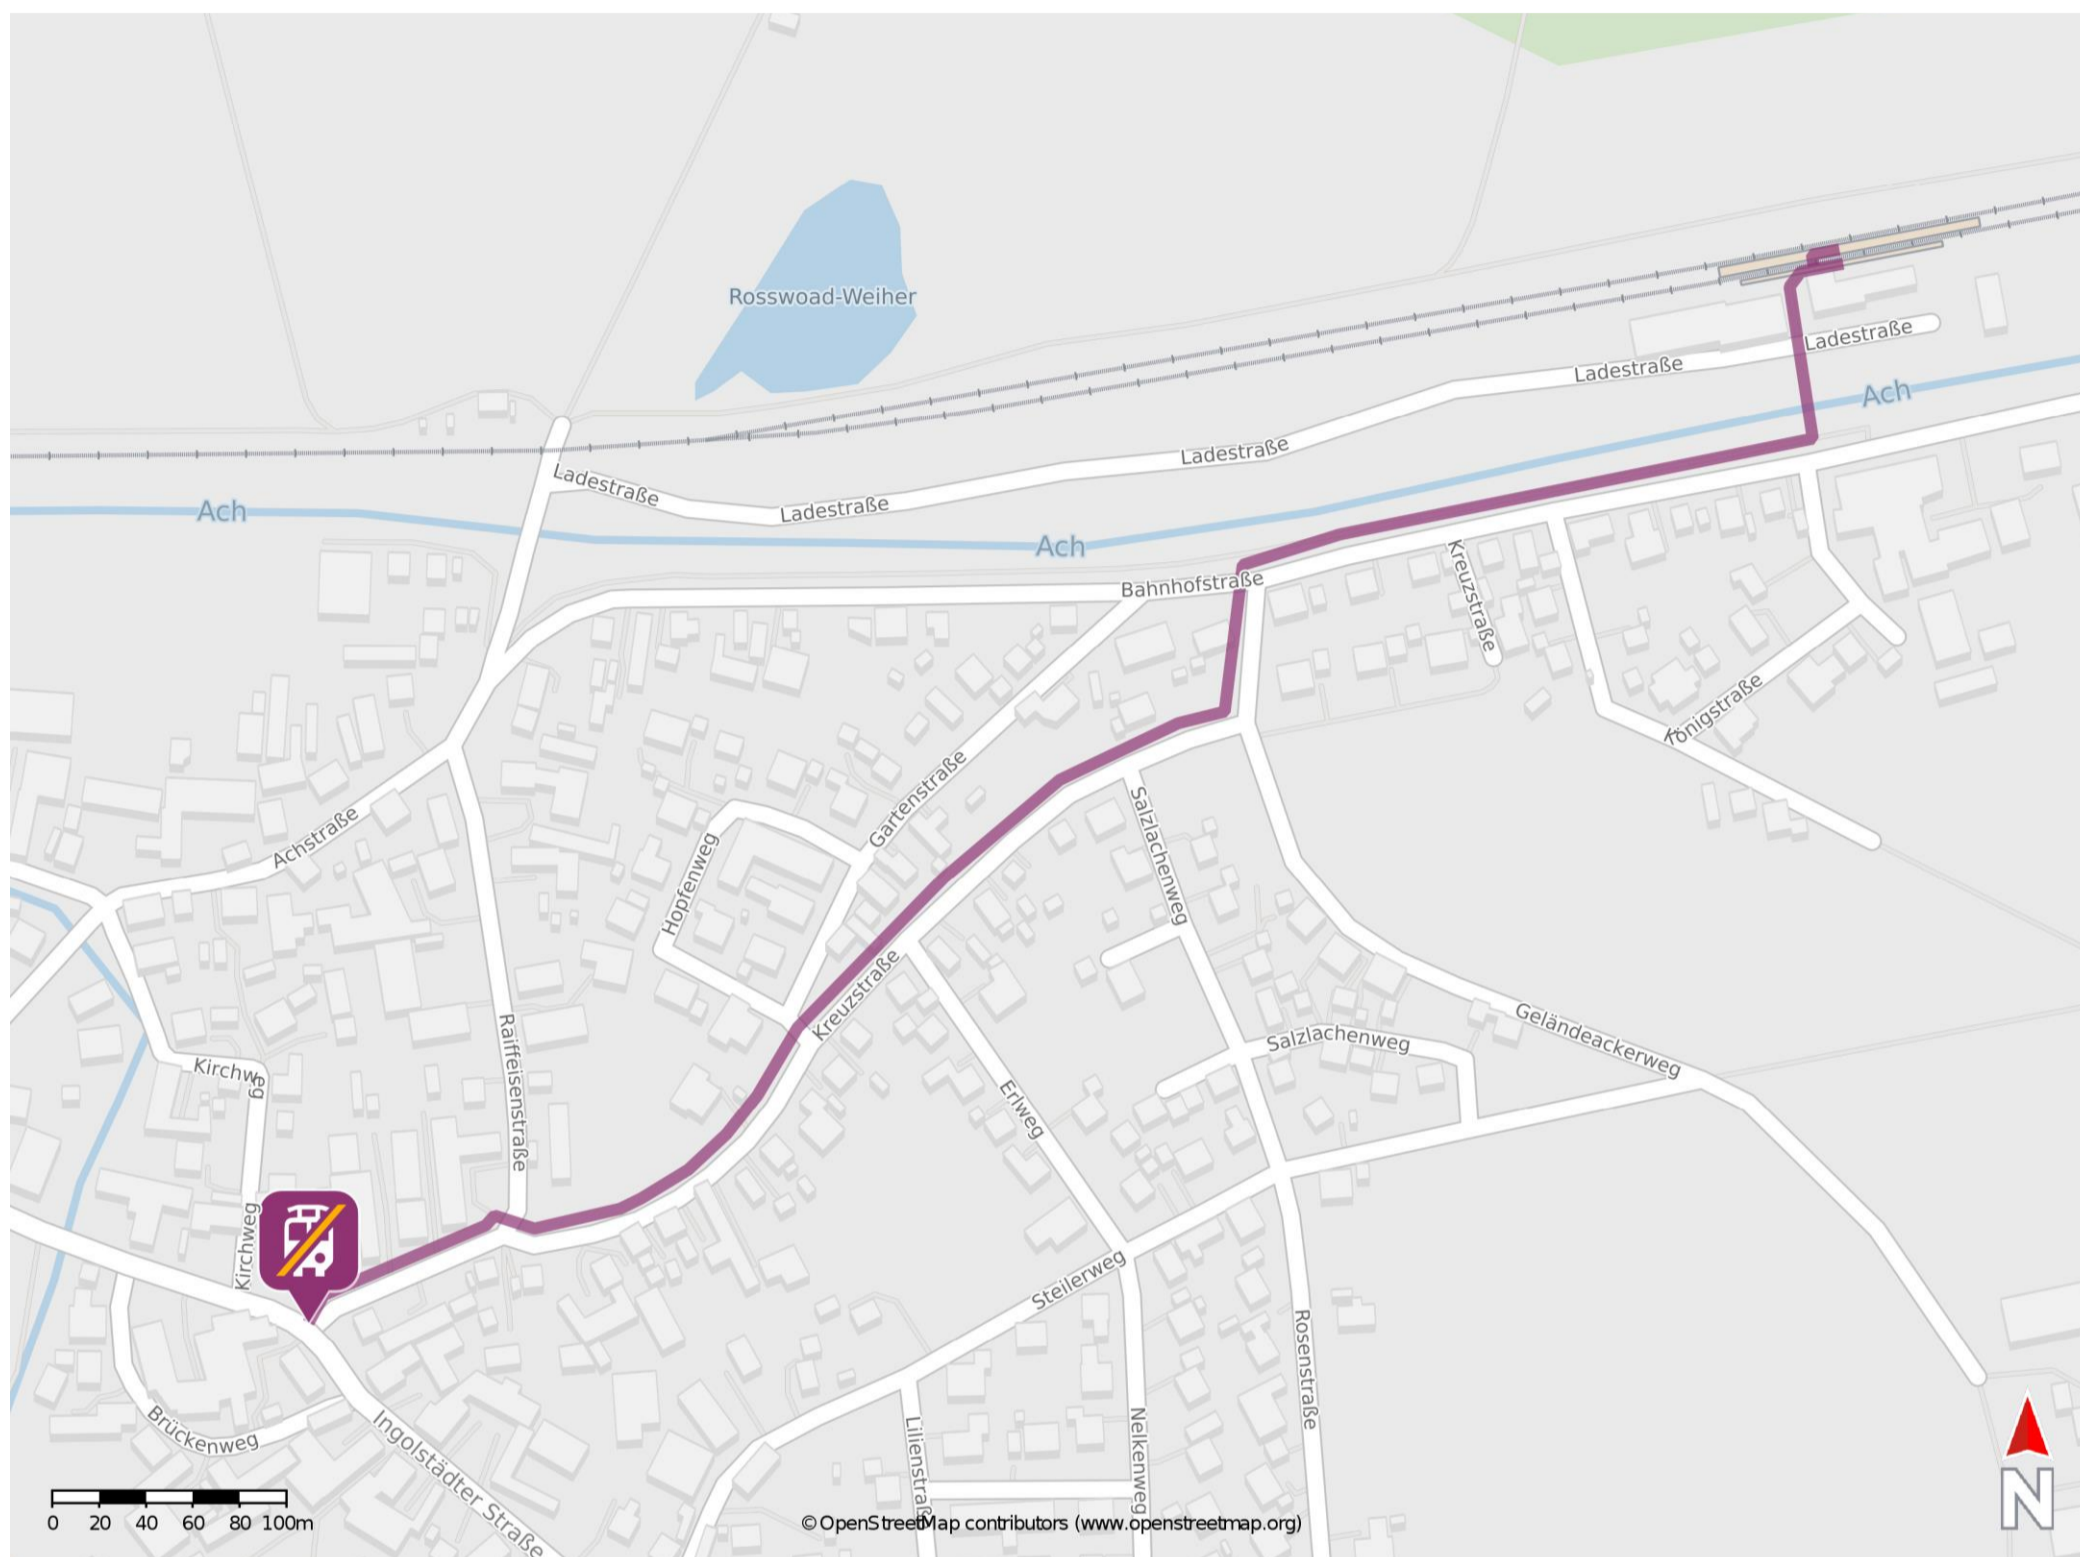 Rosswoad-Weiher
Ladestraße
Ladestraße
Ach
Ladestraße
Ladestraße
Ladestraße
Ach
Ach
Bahnhofstraße
Kreuzstraße
Königstraße
Gartenstraße
Achstraße
Salzlachenweg
Hopfenweg
Kreuzstraße
Raiffeisenstraße
Geländeackerweg
Salzlachenweg
Kirchweg
Erlweg
Kirchweg
Steilerweg
Rosenstraße
Brückenweg
Ingolstädter Straße
Lilienstraße
Nelkenweg
N
0 20 40 60 80 100m
© OpenStreetMap contributors (www.openstreetmap.org)